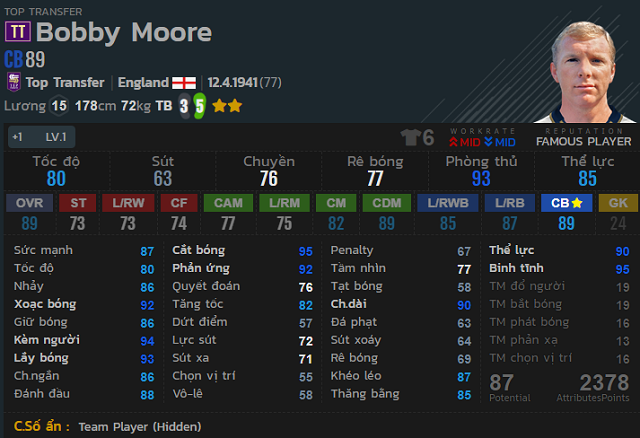 TOP TRANSFER
TT Bobby Moore
CB 89
Top Transfer England 12.4.1941 (77)
Lương 15 178cm 72kg TB 3 5
+1 LV.1 6 WORKRATE MID MID REPUTATION FAMOUS PLAYER
Tốc độ Sút Chuyền Rê bóng Phòng thủ Thể lực
80 63 76 77 93 85
OVR ST L/RW CF CAM L/RM CM CDM L/RWB L/RB CB GK
89 73 73 74 77 75 82 89 85 87 89 24
Sức mạnh 87 Cắt bóng 95 Penalty 67 Thể lực 90
Tốc độ 80 Phản ứng 92 Tầm nhìn 77 Bình tĩnh 95
Nhảy 86 Quyết đoán 76 Tạt bóng 58 TM đổ người 19
Xoạc bóng 92 Tăng tốc 82 Ch.dài 90 TM bắt bóng 19
Giữ bóng 86 Dứt điểm 57 Đá phạt 63 TM phát bóng 16
Kèm người 94 Lực sút 72 Sút xoáy 64 TM phản xạ 13
Lấy bóng 93 Sút xa 71 Rê bóng 69 TM chọn vị trí 16
Ch.ngắn 86 Chọn vị trí 55 Khéo léo 87 87 2378
Đánh đầu 88 Vô-lê 58 Thăng bằng 85 Potential AttributesPoints
C.Số ẩn : Team Player (Hidden)